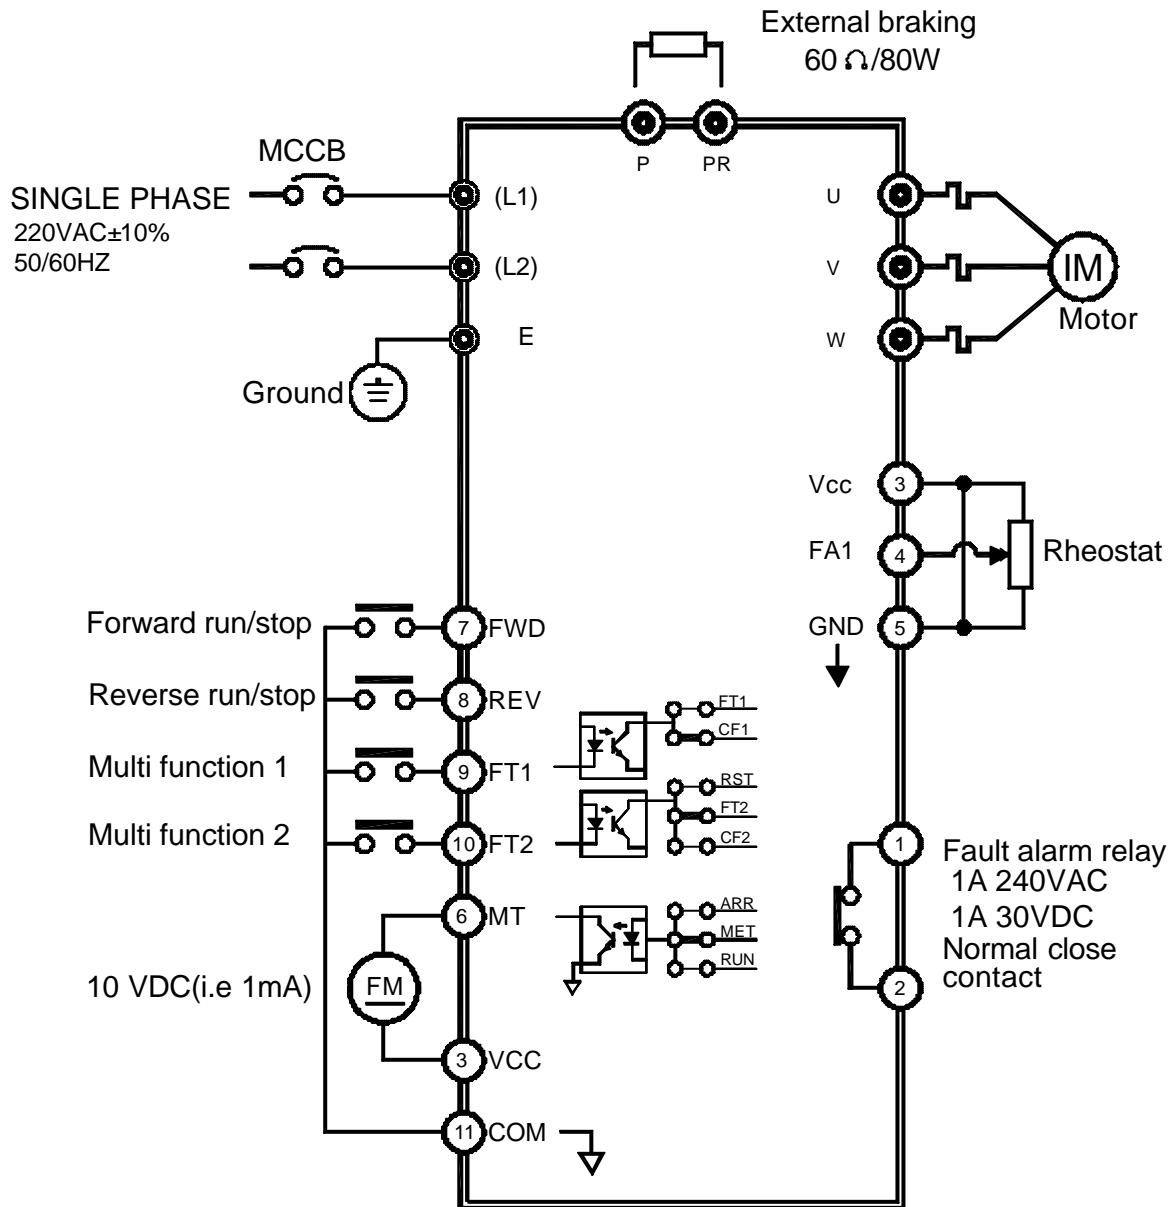 External braking
60 Ω/80W
P
PR
MCCB
SINGLE PHASE
220VAC±10%
50/60HZ
(L1)
(L2)
E
Ground
U
V
W
IM
Motor
Vcc
3
FA1
4
GND
5
Rheostat
Forward run/stop
7
FWD
Reverse run/stop
8
REV
Multi function 1
9
FT1
Multi function 2
10
FT2
FT1
CF1
RST
FT2
CF2
6
MT
ARR
MET
RUN
10 VDC(i.e 1mA)
FM
3
VCC
11
COM
1
2
Fault alarm relay
1A 240VAC
1A 30VDC
Normal close
contact